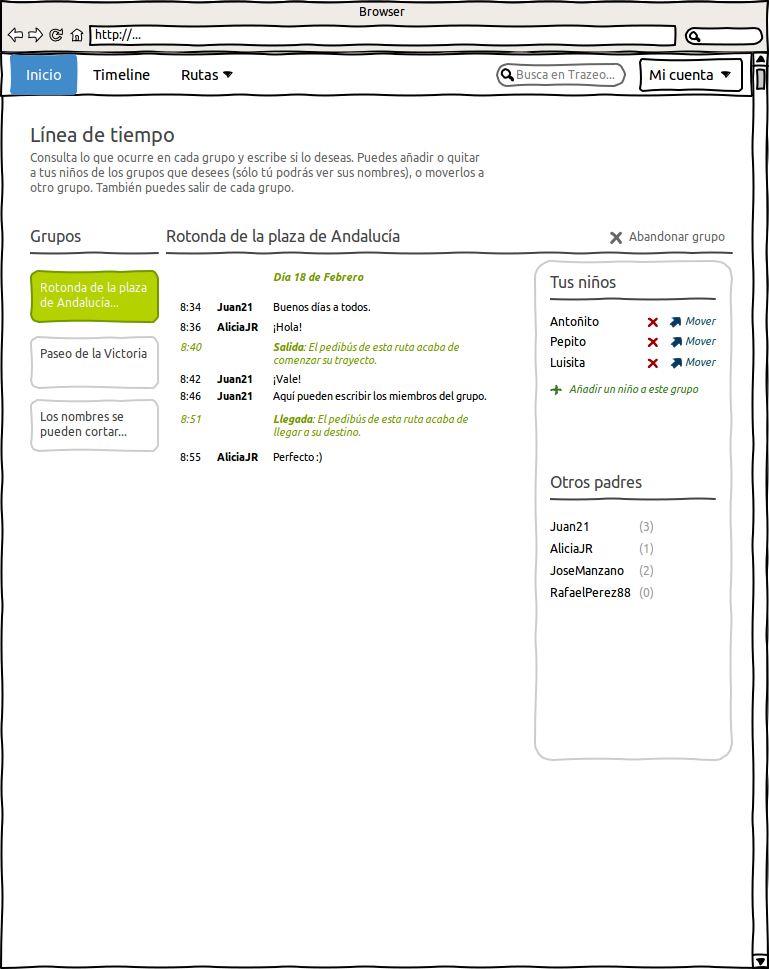 Browser
http://...
Inicio Timeline Rutas Busca en Trazeo... Mi cuenta
Línea de tiempo
Consulta lo que ocurre en cada grupo y escribe si lo deseas. Puedes añadir o quitar
a tus niños de los grupos que desees (sólo tú podrás ver sus nombres), o moverlos a
otro grupo. También puedes salir de cada grupo.
Grupos
Rotonda de la plaza
de Andalucía...
Paseo de la Victoria
Los nombres se
pueden cortar...
Rotonda de la plaza de Andalucía
Abandonar grupo
Día 18 de Febrero
8:34 Juan21 Buenos días a todos.
8:36 AliciaJR ¡Hola!
8:40 Salida: El pedibús de esta ruta acaba de
comenzar su trayecto.
8:42 Juan21 ¡Vale!
8:46 Juan21 Aquí pueden escribir los miembros del grupo.
8:51 Llegada: El pedibús de esta ruta acaba de
llegar a su destino.
8:55 AliciaJR Perfecto :)
Tus niños
Antoñito Mover
Pepito Mover
Luisita Mover
Añadir un niño a este grupo
Otros padres
Juan21 (3)
AliciaJR (1)
JoseManzano (2)
RafaelPerez88 (0)